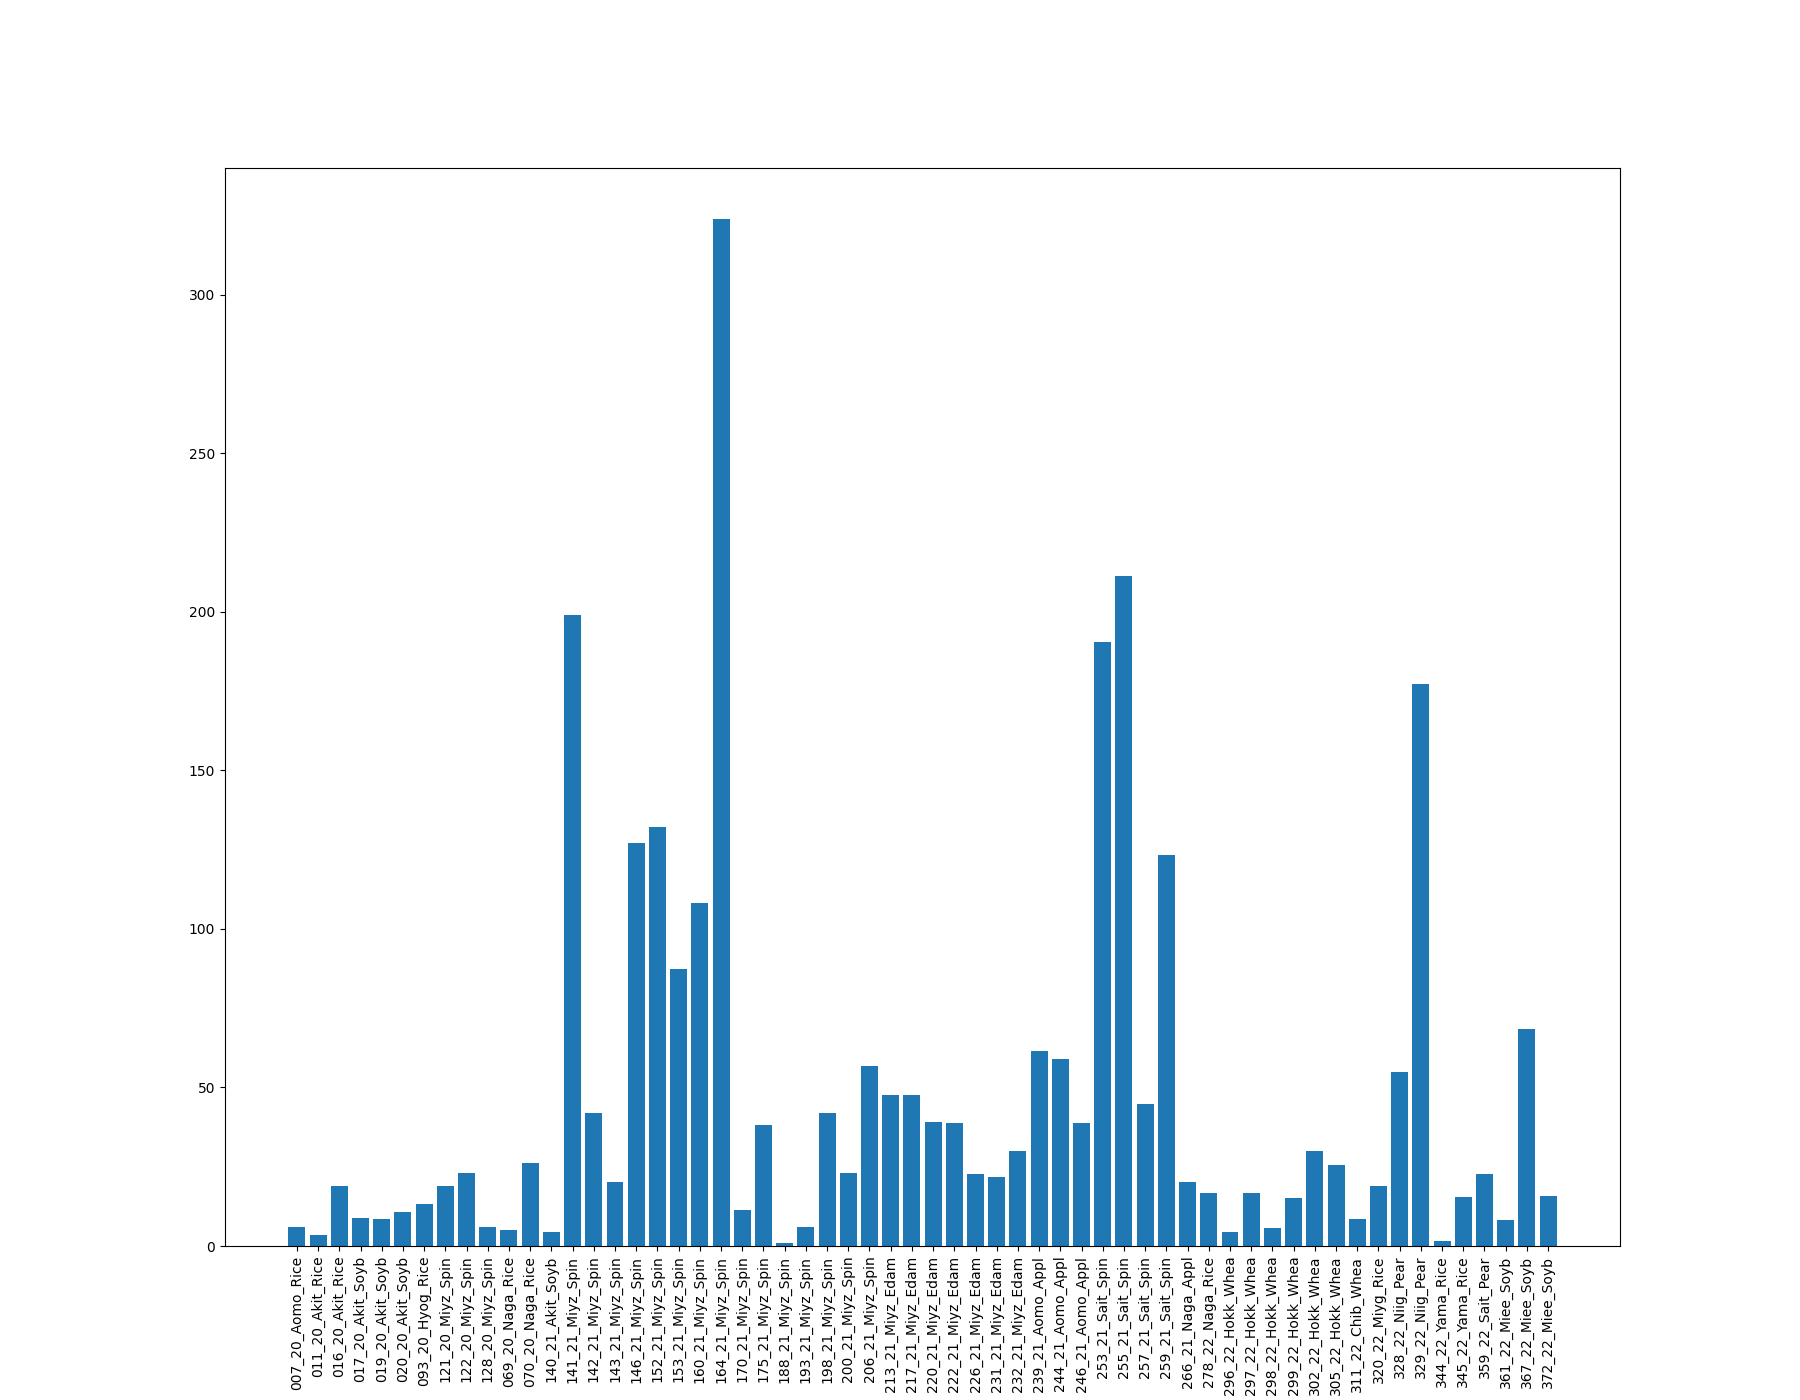 300
250
200
150
100
50
0
007_20_Aomo_Rice
011_20_Akit_Rice
016_20_Akit_Rice
017_20_Akit_Soyb
019_20_Akit_Soyb
020_20_Akit_Soyb
093_20_Hyog_Rice
121_20_Miyz_Spin
122_20_Miyz_Spin
128_20_Miyz_Spin
069_20_Naga_Rice
070_20_Naga_Rice
140_21_Akit_Soyb
141_21_Miyz_Spin
142_21_Miyz_Spin
143_21_Miyz_Spin
146_21_Miyz_Spin
152_21_Miyz_Spin
153_21_Miyz_Spin
160_21_Miyz_Spin
164_21_Miyz_Spin
170_21_Miyz_Spin
175_21_Miyz_Spin
188_21_Miyz_Spin
193_21_Miyz_Spin
198_21_Miyz_Spin
200_21_Miyz_Spin
206_21_Miyz_Spin
213_21_Miyz_Edam
217_21_Miyz_Edam
220_21_Miyz_Edam
222_21_Miyz_Edam
226_21_Miyz_Edam
231_21_Miyz_Edam
232_21_Miyz_Edam
239_21_Aomo_Appl
244_21_Aomo_Appl
246_21_Aomo_Appl
253_21_Sait_Spin
255_21_Sait_Spin
257_21_Sait_Spin
259_21_Sait_Spin
266_21_Naga_Appl
278_22_Naga_Rice
296_22_Hokk_Whea
297_22_Hokk_Whea
298_22_Hokk_Whea
299_22_Hokk_Whea
302_22_Hokk_Whea
305_22_Hokk_Whea
311_22_Chib_Whea
320_22_Miyg_Rice
328_22_Niig_Pear
329_22_Niig_Pear
344_22_Yama_Rice
345_22_Yama_Rice
359_22_Sait_Pear
361_22_Miee_Soyb
367_22_Miee_Soyb
372_22_Miee_Soyb